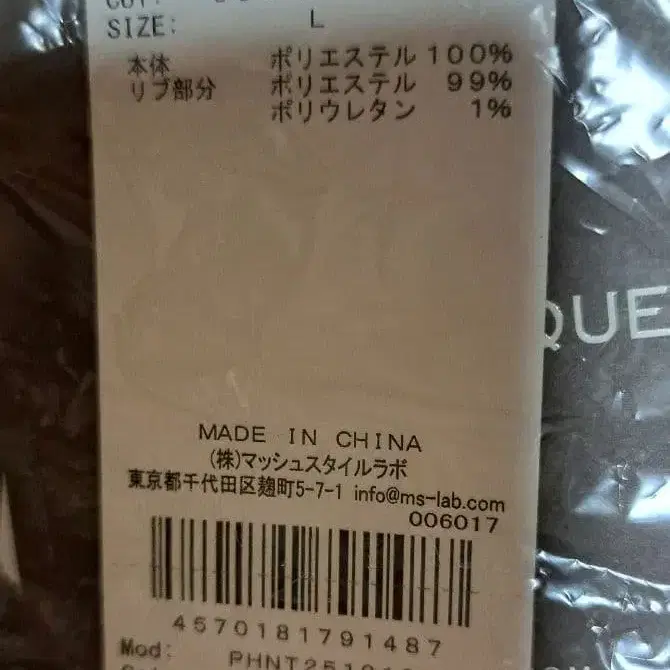 SIZE: L
本体 ポリエステル 100%
リブ部分 ポリエステル 99%
ポリウレタン 1%
QUE
MADE IN CHINA
(株)マッシュスタイルラボ
東京都千代田区麹町5-7-1 info@ms-lab.com
006017
4570181791487
Mod: